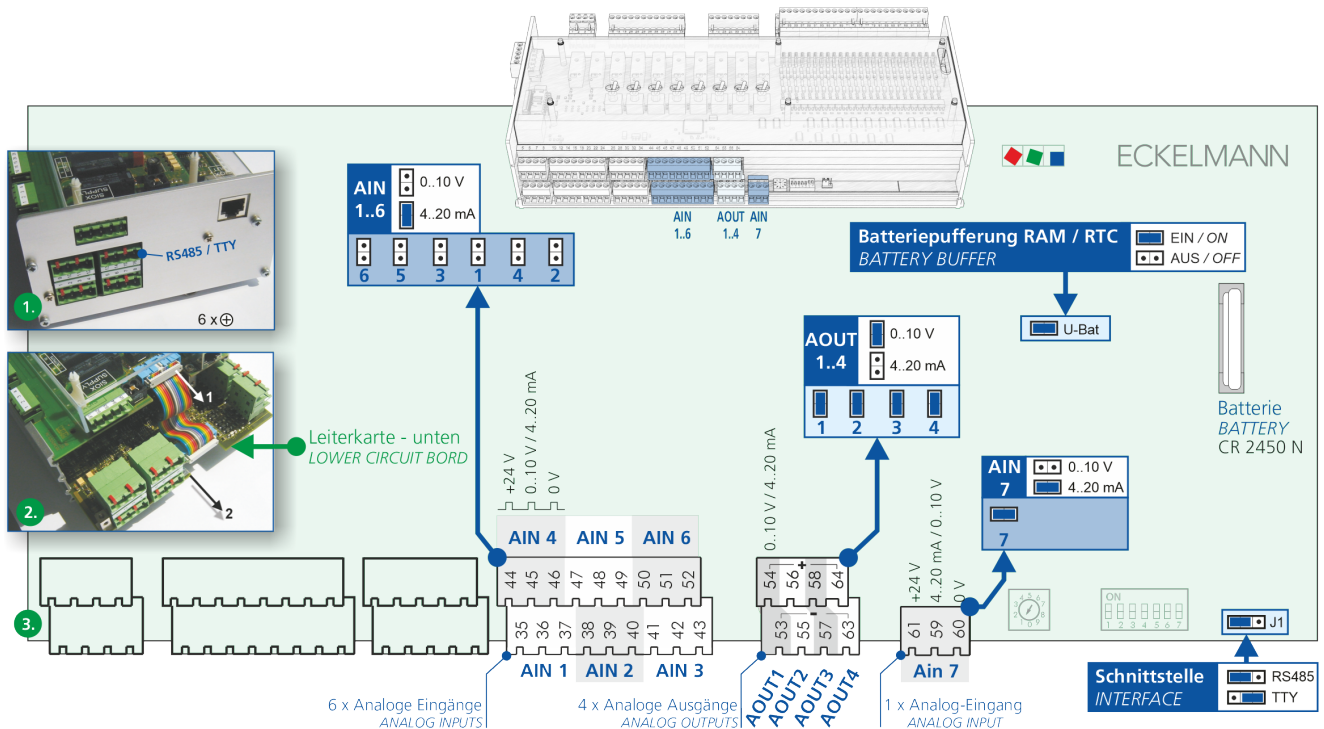 ECKELMANN
AIN
1..6
AOUT
1..4
AIN
7
AIN
1..6
0..10 V
4..20 mA
6 5 3 1 4 2
Batteriepufferung RAM / RTC
BATTERY BUFFER
EIN / ON
AUS / OFF
U-Bat
SIOX
SUPPLY
RS485 / TTY
1.
6 x
SIOX
SUPPLY
1
2
2.
Leiterkarte - unten
LOWER CIRCUIT BORD
AOUT
1..4
0..10 V
4..20 mA
1 2 3 4
Batterie
BATTERY
CR 2450 N
AIN
7
0..10 V
4..20 mA
7
+24 V
0..10 V / 4..20 mA
0 V
AIN 4 AIN 5 AIN 6
44 45 46 47 48 49 50 51 52
35 36 37 38 39 40 41 42 43
AIN 1 AIN 2 AIN 3
3.
6 x Analoge Eingänge
ANALOG INPUTS
0..10 V / 4..20 mA
+
54 56 58 64
-
53 55 57 63
AOUT1
AOUT2
AOUT3
AOUT4
4 x Analoge Ausgänge
ANALOG OUTPUTS
+24 V
4..20 mA / 0..10 V
0 V
61 59 60
Ain 7
1 x Analog-Eingang
ANALOG INPUT
ON
1 2 3 4 5 6 7
J1
Schnittstelle
INTERFACE
RS485
TTY